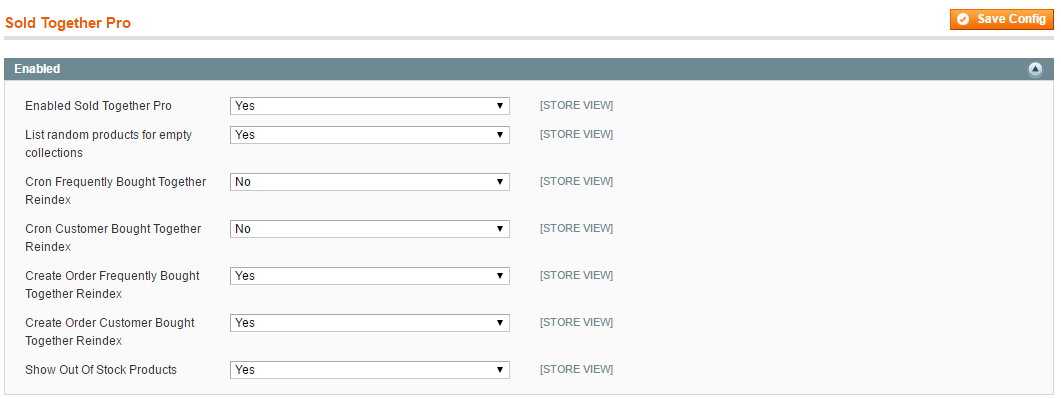 Sold Together Pro
Save Config
Enabled
Enabled Sold Together Pro Yes [STORE VIEW]
List random products for empty Yes [STORE VIEW]
collections
Cron Frequently Bought Together No [STORE VIEW]
Reindex
Cron Customer Bought Together No [STORE VIEW]
Reindex
Create Order Frequently Bought Yes [STORE VIEW]
Together Reindex
Create Order Customer Bought Yes [STORE VIEW]
Together Reindex
Show Out Of Stock Products Yes [STORE VIEW]